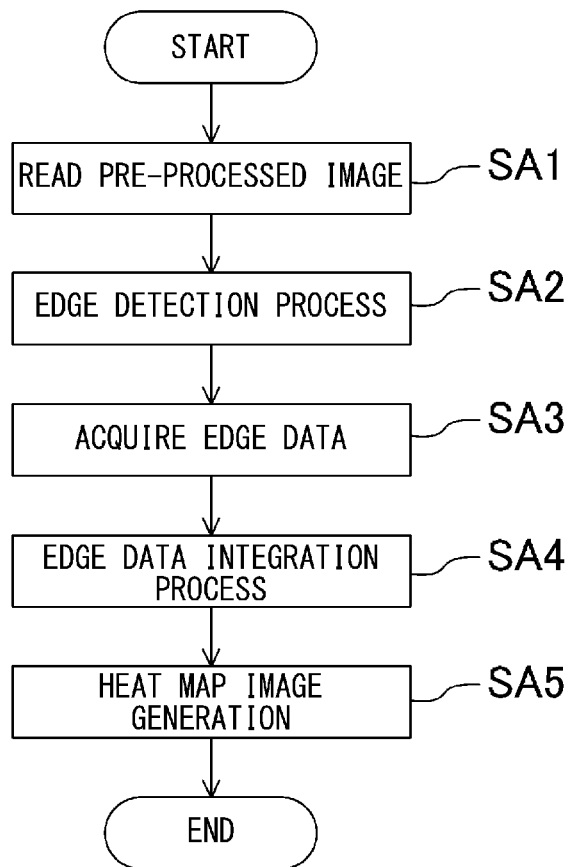 START
READ PRE-PROCESSED IMAGE
SA1
EDGE DETECTION PROCESS
SA2
ACQUIRE EDGE DATA
SA3
EDGE DATA INTEGRATION
PROCESS
SA4
HEAT MAP IMAGE
GENERATION
SA5
END